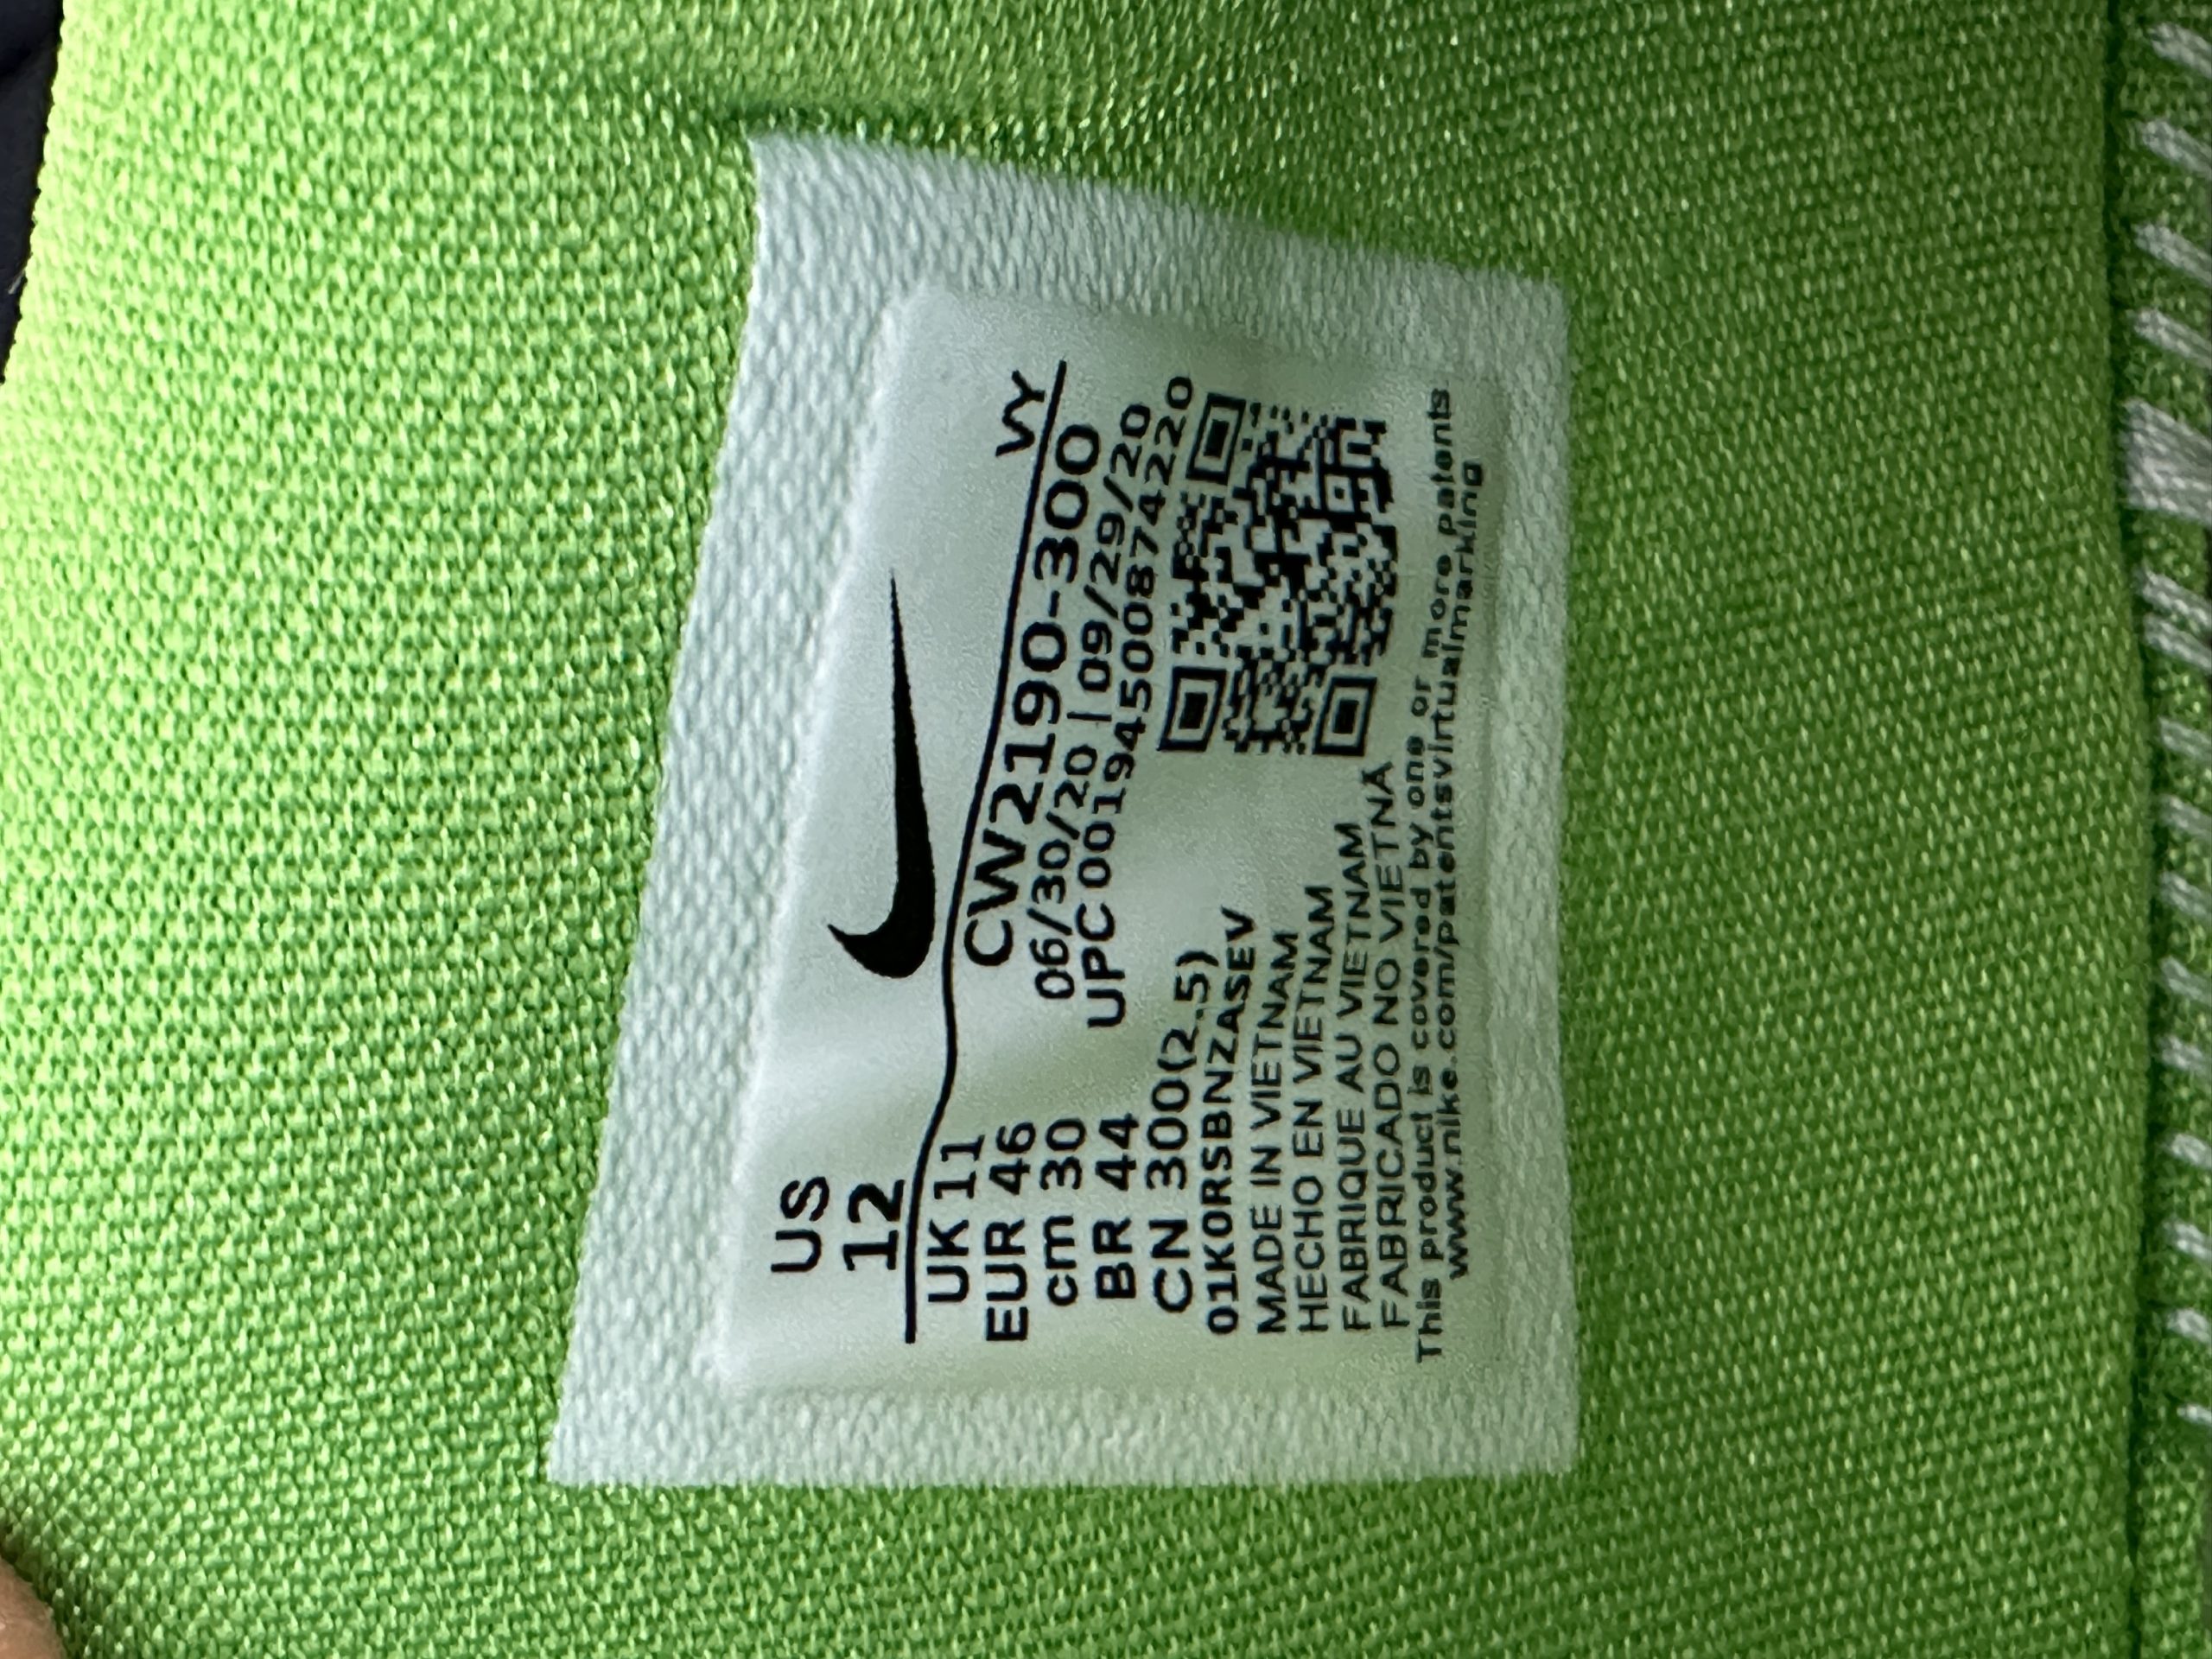 US
12
VY
UK 11
EUR 46
cm 30
BR 44
CN 300(2.5)
CW2190-300
06/30/20 | 09/29/20
UPC 00194500874220
01K0RSBNZASEV
MADE IN VIETNAM
HECHO EN VIETNAM
FABRIQUE AU VIETNAM
FABRICADO NO VIETNÃ
This product is covered by one or more patents
www.nike.com/patentsvirtualmarking